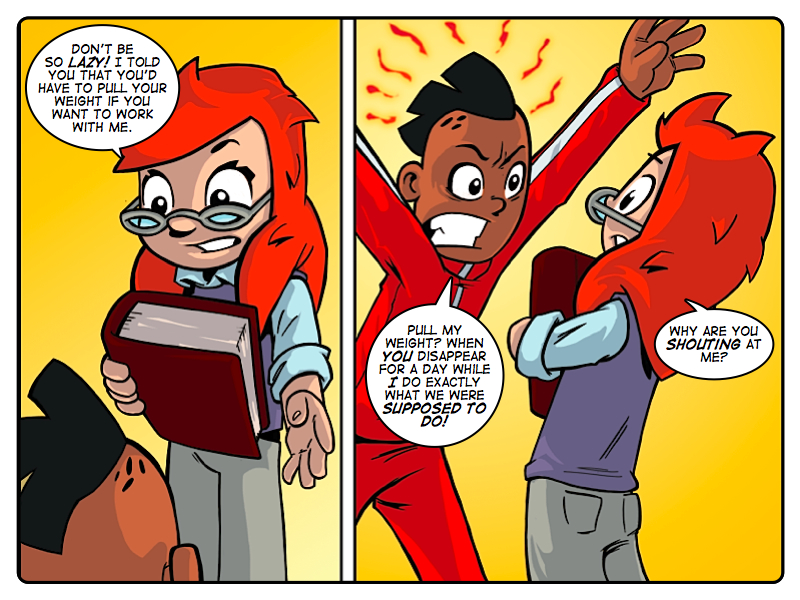 DON'T BE
SO LAZY! I TOLD
YOU THAT YOU'D
HAVE TO PULL YOUR
WEIGHT IF YOU
WANT TO WORK
WITH ME.
PULL MY
WEIGHT? WHEN
YOU DISAPPEAR
FOR A DAY WHILE
I DO EXACTLY
WHAT WE WERE
SUPPOSED TO
DO!
WHY ARE YOU
SHOUTING AT
ME?